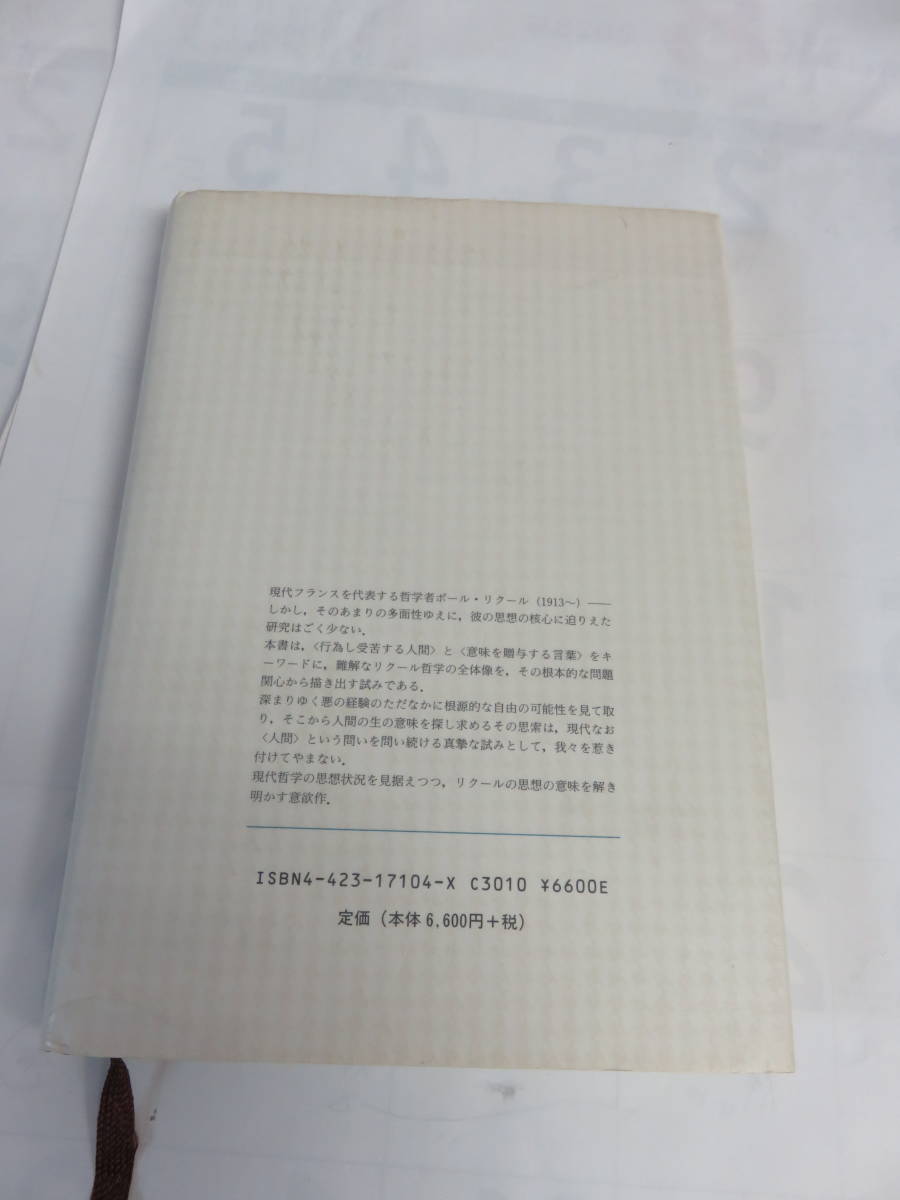 現代フランスを代表する哲学者ポール・リクール（1913〜）——
しかし，そのあまりの多面性ゆえに，彼の思想の核心に迫りえた
研究はごく少ない．
本書は，〈行為し受苦する人間〉と〈意味を贈与する言葉〉をキ
ーワードに，難解なリクール哲学の全体像を，その根本的な問題
関心から描き出す試みである．
深まりゆく悪の経験のただなかに根源的な自由の可能性を見て取
り，そこから人間の生の意味を探し求めるその思索は，現代なお
〈人間〉という問いを問い続ける真摯な試みとして，我々を惹き
付けてやまない．
現代哲学の思想状況を見据えつつ，リクールの思想の意味を解き
明かす意欲作．
ISBN4-423-17104-X C3010 ¥6600E
定価（本体6,600円＋税）
5
4
3
2